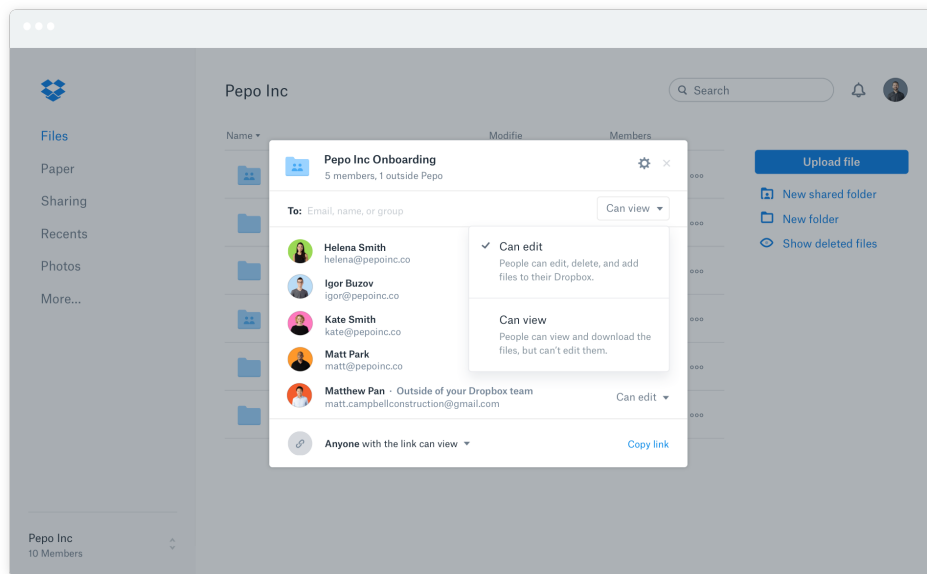 Pepo Inc
Search
Files
Paper
Sharing
Recents
Photos
More...
Name
Modifie
Members
Upload file
New shared folder
New folder
Show deleted files
Pepo Inc Onboarding
5 members, 1 outside Pepo
To: Email, name, or group
Can view
Helena Smith
helena@pepoinc.co
Igor Buzov
igor@pepoinc.co
Kate Smith
kate@pepoinc.co
Matt Park
matt@pepoinc.co
Matthew Pan · Outside of your Dropbox team
matt.campbellconstruction@gmail.com
Can edit
Can edit
People can edit, delete, and add
files to their Dropbox.
Can view
People can view and download the
files, but can't edit them.
Anyone with the link can view
Copy link
Pepo Inc
10 Members